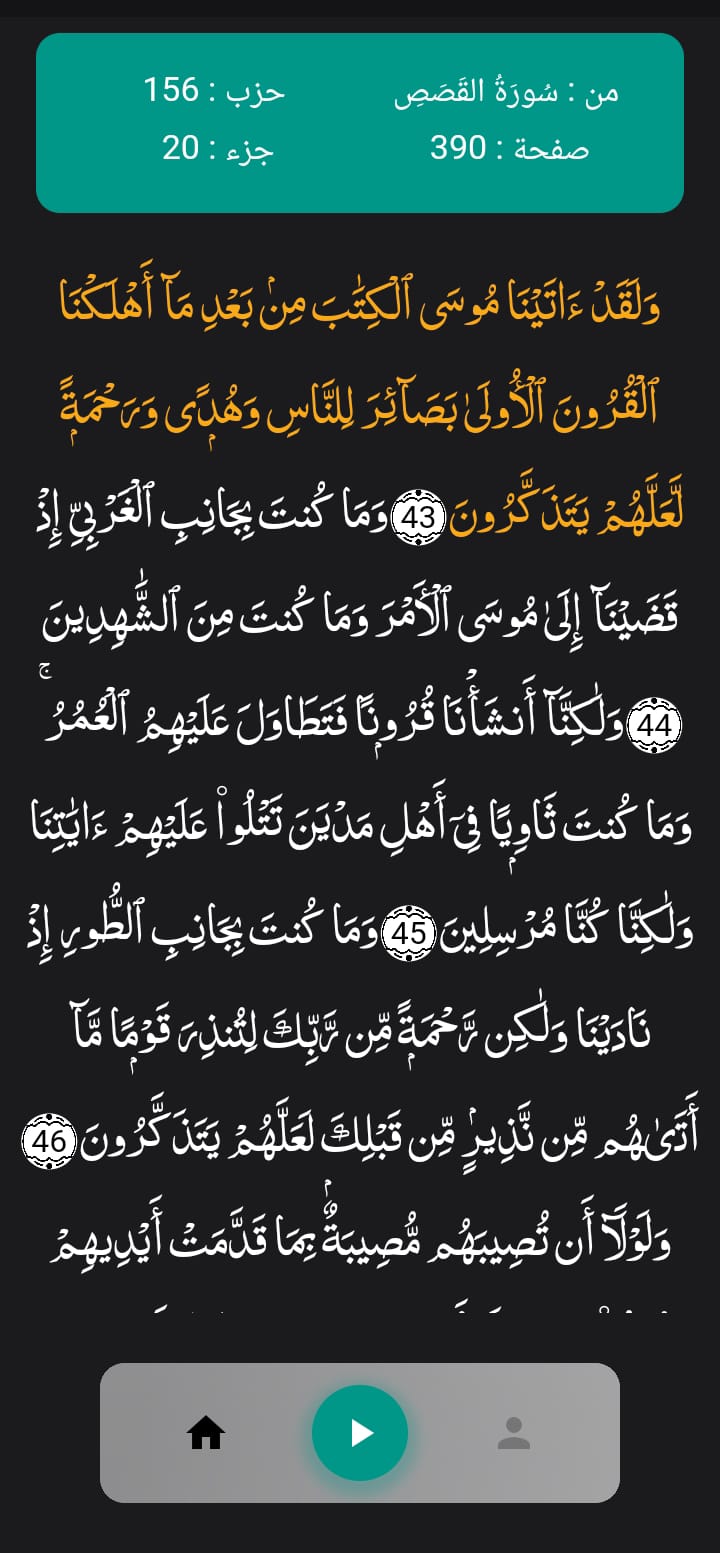 من : سُورَةُ القَصَصِ
حزب : 156
صفحة : 390
جزء : 20
وَلَقَدْ ءَاتَيْنَا مُوسَى ٱلْكِتَٰبَ مِنۢ بَعْدِ مَآ أَهْلَكْنَا
ٱلْقُرُونَ ٱلْأُولَىٰ بَصَآئِرَ لِلنَّاسِ وَهُدًۭى وَرَحْمَةًۭ
لَّعَلَّهُمْ يَتَذَكَّرُونَ 43 وَمَا كُنتَ بِجَانِبِ ٱلْغَرْبِىِّ إِذْ
قَضَيْنَآ إِلَىٰ مُوسَى ٱلْأَمْرَ وَمَا كُنتَ مِنَ ٱلشَّٰهِدِينَ
44 وَلَٰكِنَّآ أَنشَأْنَا قُرُونًۭا فَتَطَاوَلَ عَلَيْهِمُ ٱلْعُمُرُ ۚ
وَمَا كُنتَ ثَاوِيًۭا فِىٓ أَهْلِ مَدْيَنَ تَتْلُوا۟ عَلَيْهِمْ ءَايَٰتِنَا
وَلَٰكِنَّا كُنَّا مُرْسِلِينَ 45 وَمَا كُنتَ بِجَانِبِ ٱلطُّورِ إِذْ
نَادَيْنَا وَلَٰكِن رَّحْمَةًۭ مِّن رَّبِّكَ لِتُنذِرَ قَوْمًۭا مَّآ
أَتَىٰهُم مِّن نَّذِيرٍۢ مِّن قَبْلِكَ لَعَلَّهُمْ يَتَذَكَّرُونَ 46
وَلَوْلَآ أَن تُصِيبَهُم مُّصِيبَةٌۢ بِمَا قَدَّمَتْ أَيْدِيهِمْ